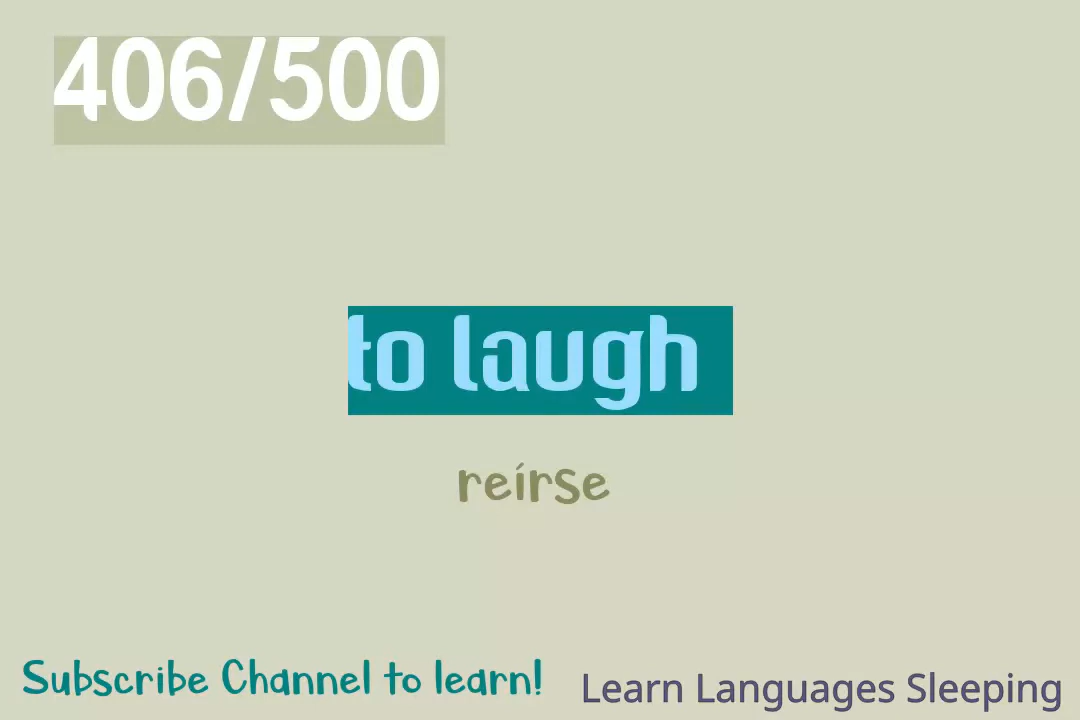 406/500
to laugh
reírse
Subscribe Channel to learn!
Learn Languages Sleeping